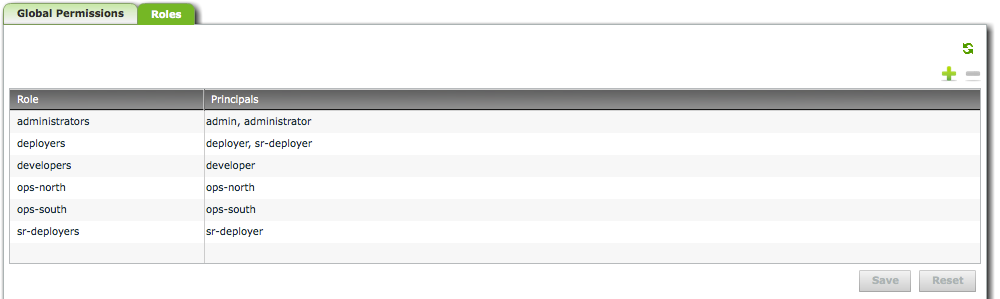 Global Permissions Roles
Role Principals
administrators admin, administrator
deployers deployer, sr-deployer
developers developer
ops-north ops-north
ops-south ops-south
sr-deployers sr-deployer
Save Reset